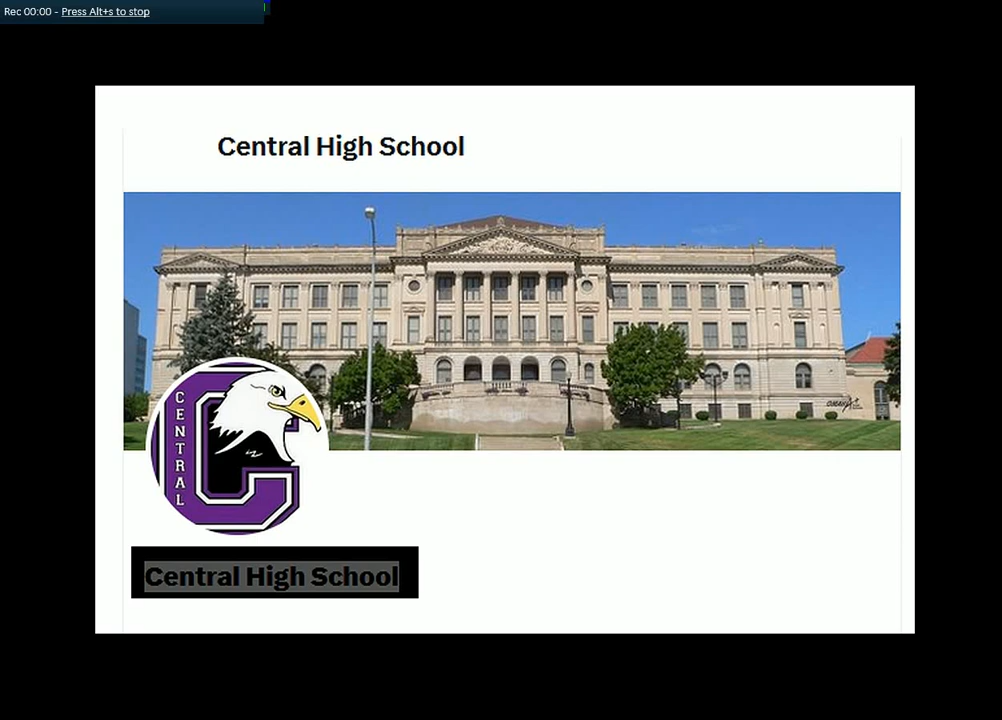 Rec 00:00 - Press Alt+s to stop
Central High School
CENTRAL
Central High School